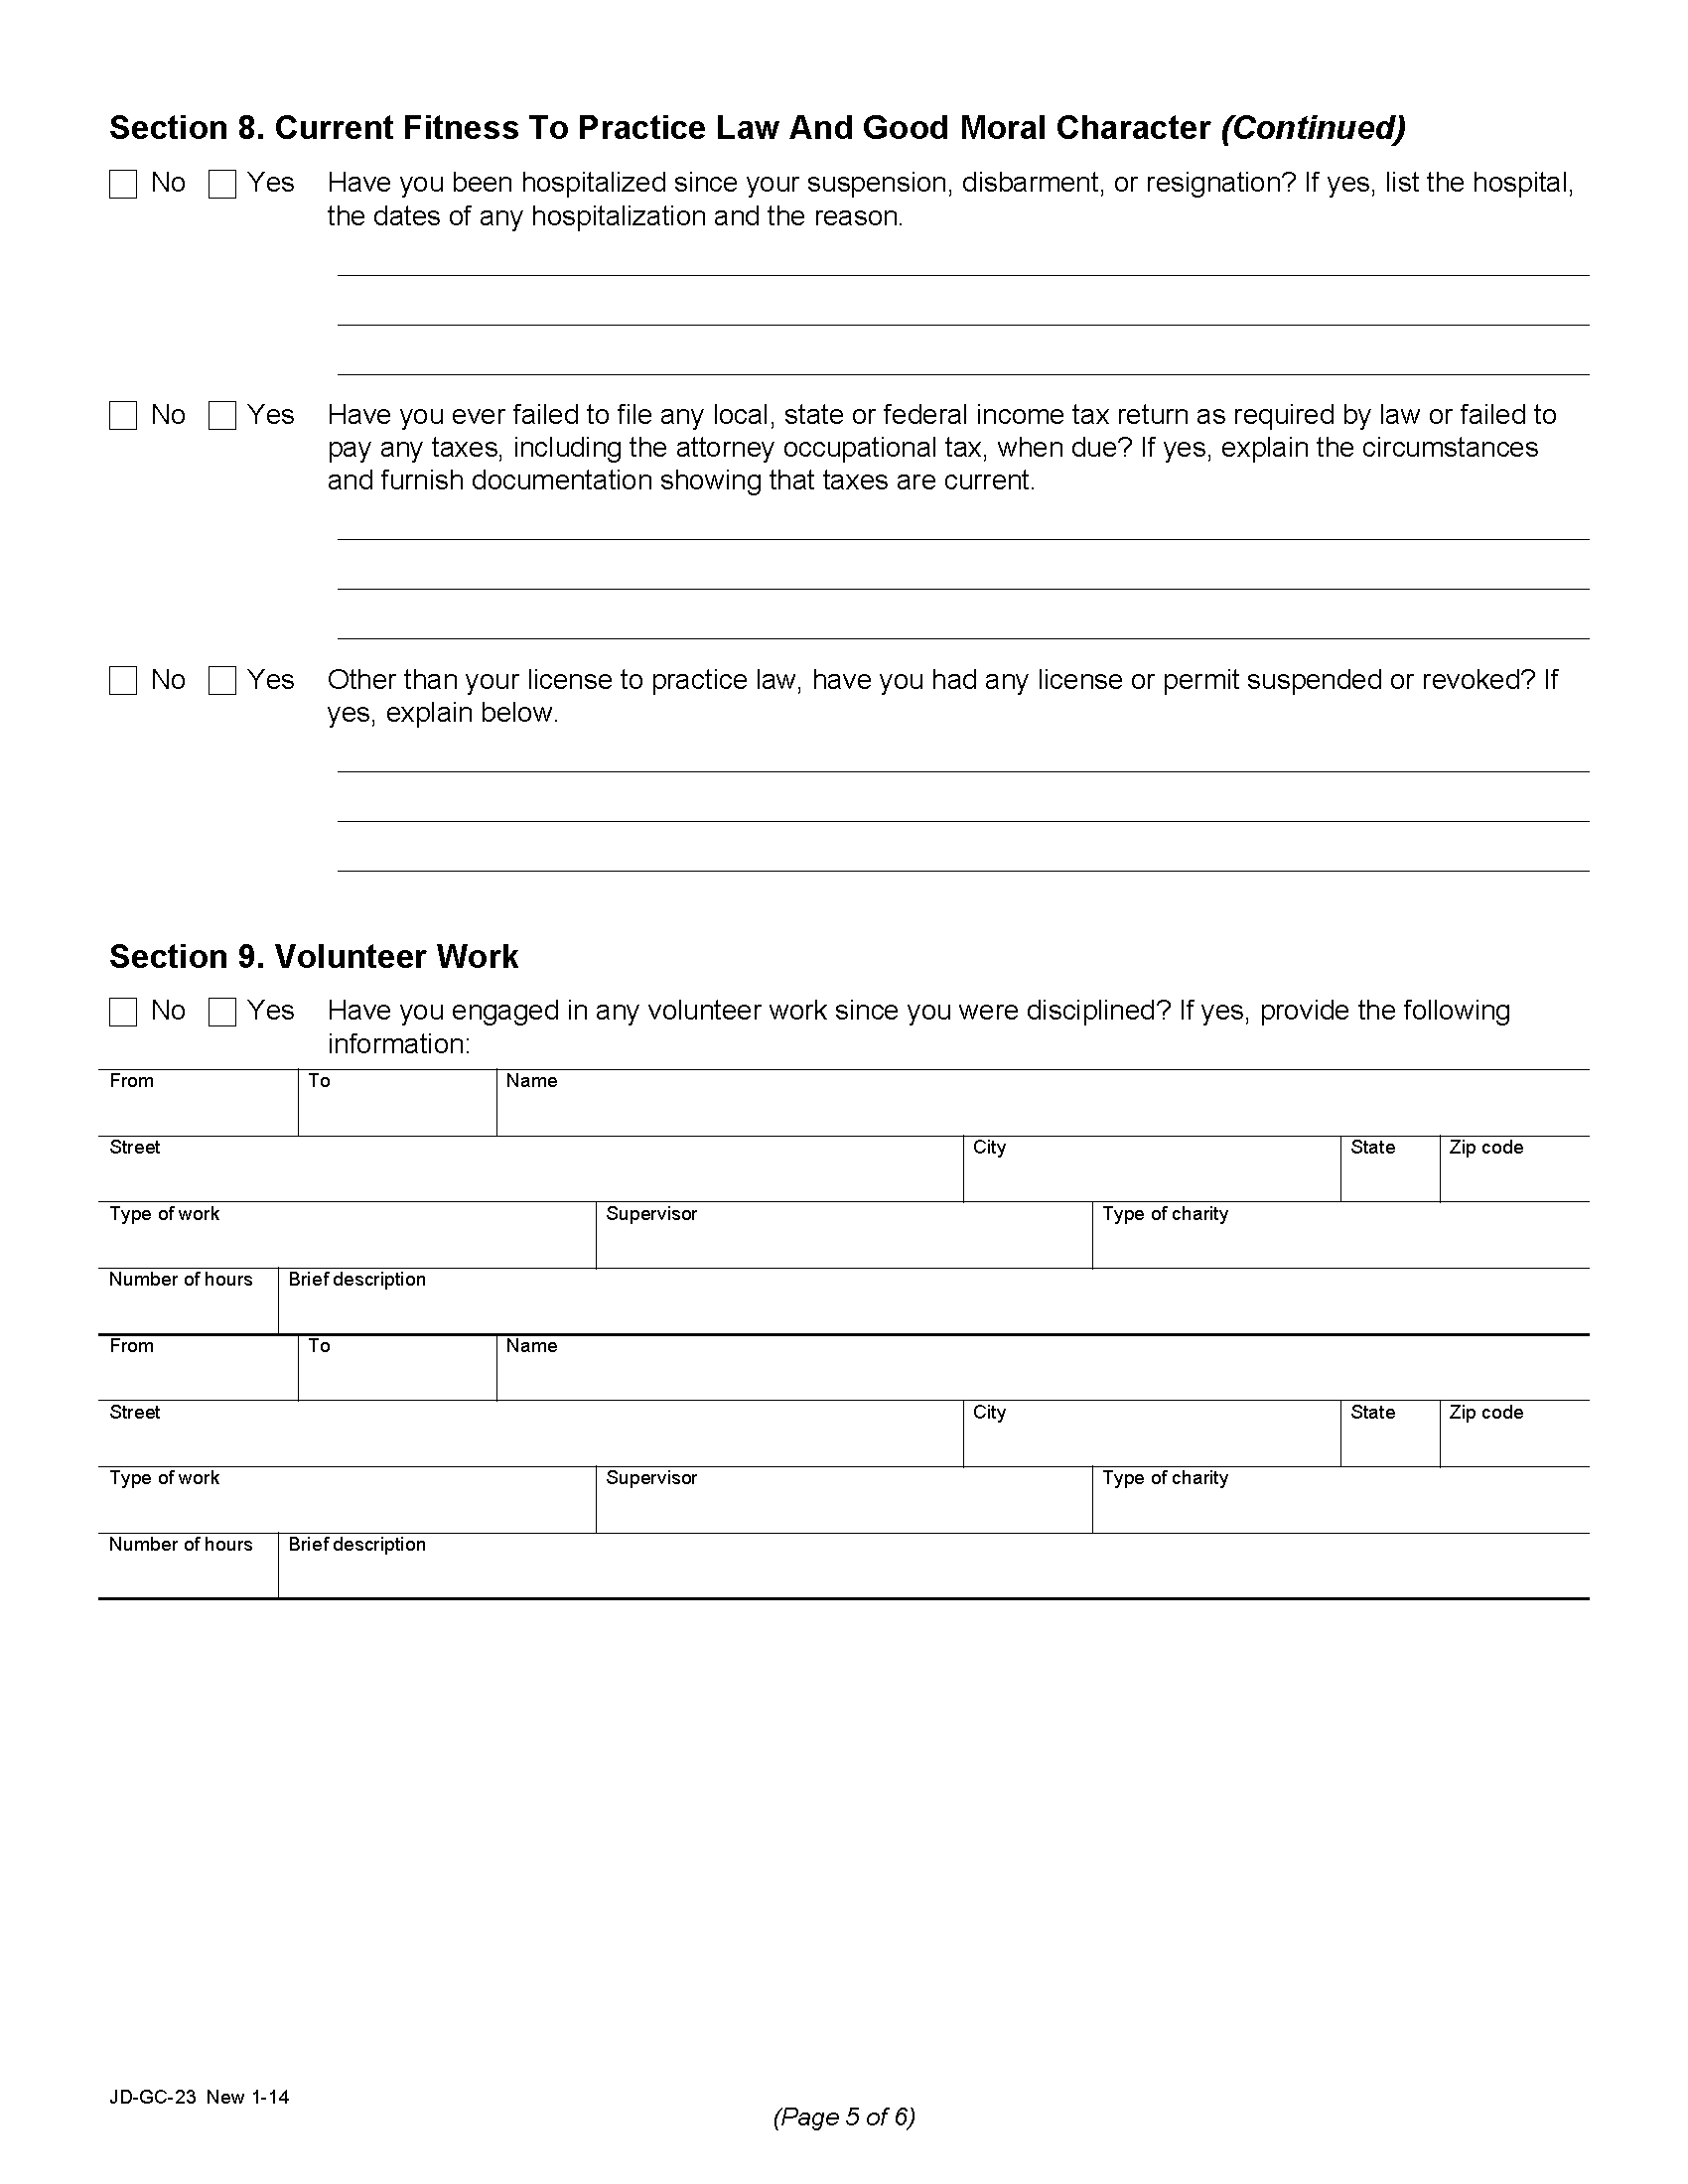 Section 8. Current Fitness To Practice Law And Good Moral Character (Continued)
No Yes Have you been hospitalized since your suspension, disbarment, or resignation? If yes, list the hospital,
the dates of any hospitalization and the reason.
No Yes Have you ever failed to file any local, state or federal income tax return as required by law or failed to
pay any taxes, including the attorney occupational tax, when due? If yes, explain the circumstances
and furnish documentation showing that taxes are current.
No Yes Other than your license to practice law, have you had any license or permit suspended or revoked? If
yes, explain below.
Section 9. Volunteer Work
No Yes Have you engaged in any volunteer work since you were disciplined? If yes, provide the following
information:
From To Name
Street City State Zip code
Type of work Supervisor Type of charity
Number of hours Brief description
From To Name
Street City State Zip code
Type of work Supervisor Type of charity
Number of hours Brief description
JD-GC-23 New 1-14
(Page 5 of 6)